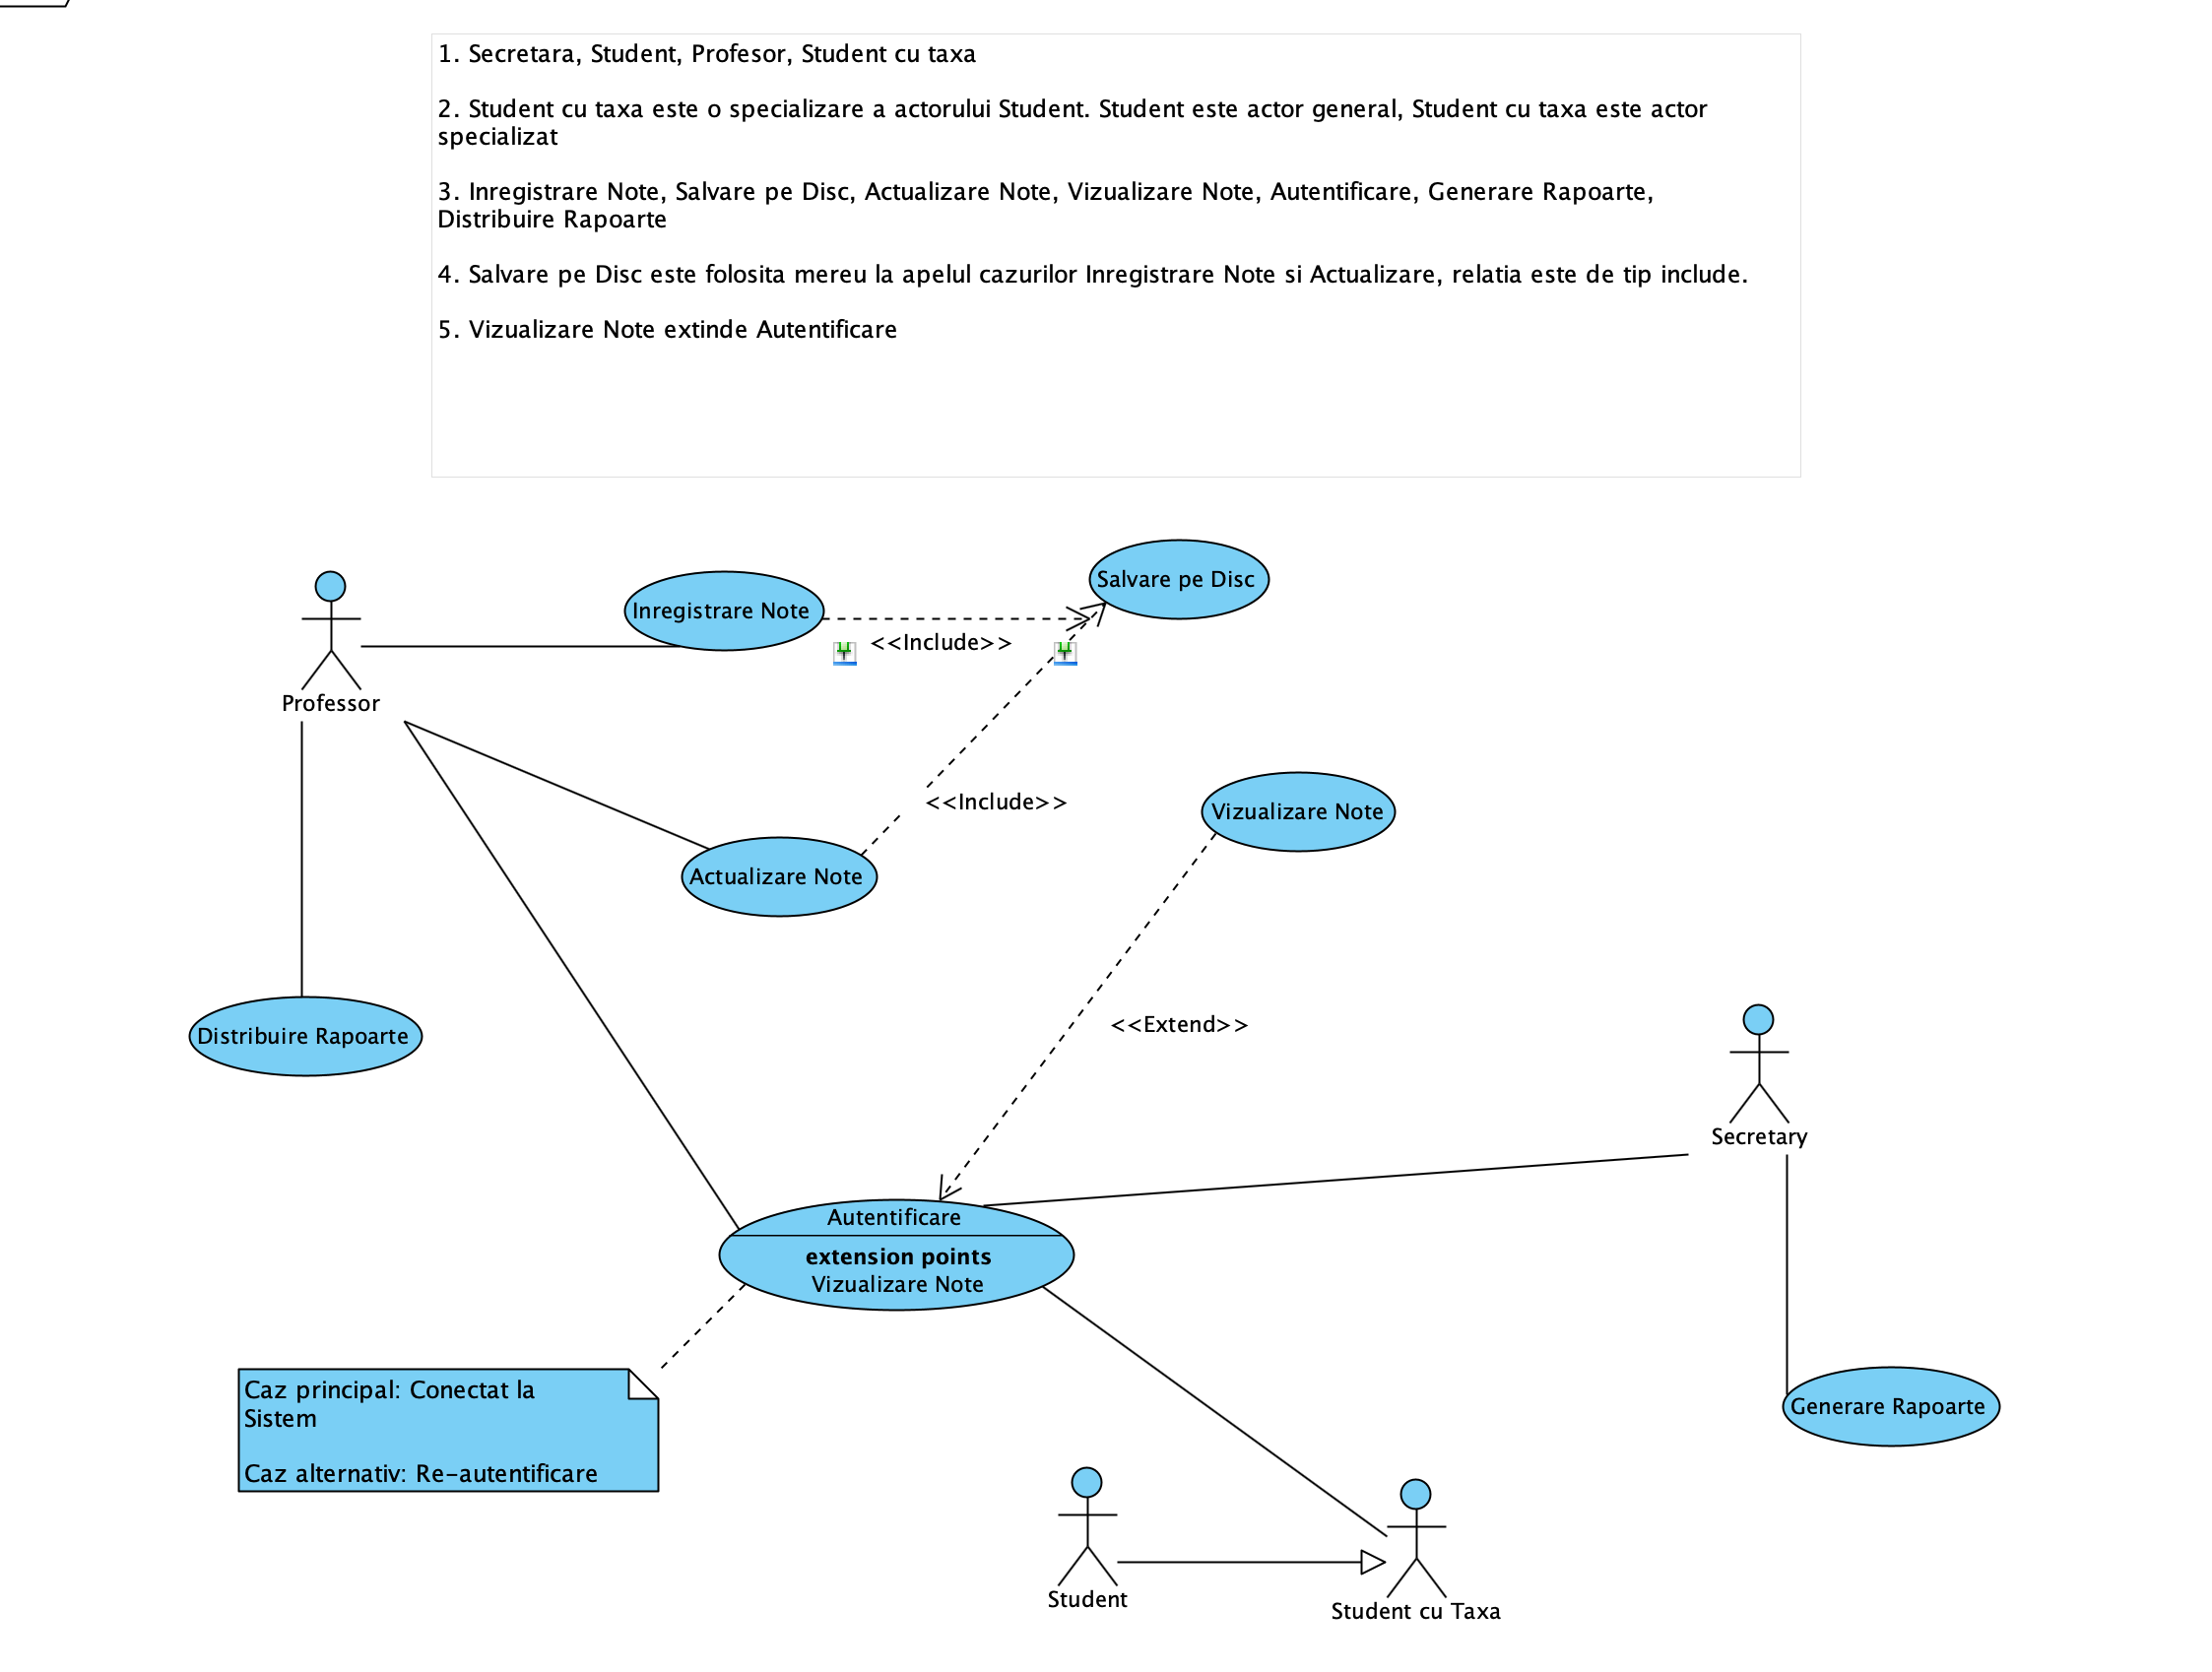 1. Secretara, Student, Profesor, Student cu taxa
2. Student cu taxa este o specializare a actorului Student. Student este actor general, Student cu taxa este actor
specializat
3. Inregistrare Note, Salvare pe Disc, Actualizare Note, Vizualizare Note, Autentificare, Generare Rapoarte,
Distribuire Rapoarte
4. Salvare pe Disc este folosita mereu la apelul cazurilor Inregistrare Note si Actualizare, relatia este de tip include.
5. Vizualizare Note extinde Autentificare
Salvare pe Disc
Inregistrare Note
<<Include>>
Professor
<<Include>>
Vizualizare Note
Actualizare Note
<<Extend>>
Distribuire Rapoarte
Secretary
Autentificare
extension points
Vizualizare Note
Caz principal: Conectat la
Sistem
Caz alternativ: Re-autentificare
Generare Rapoarte
Student
Student cu Taxa